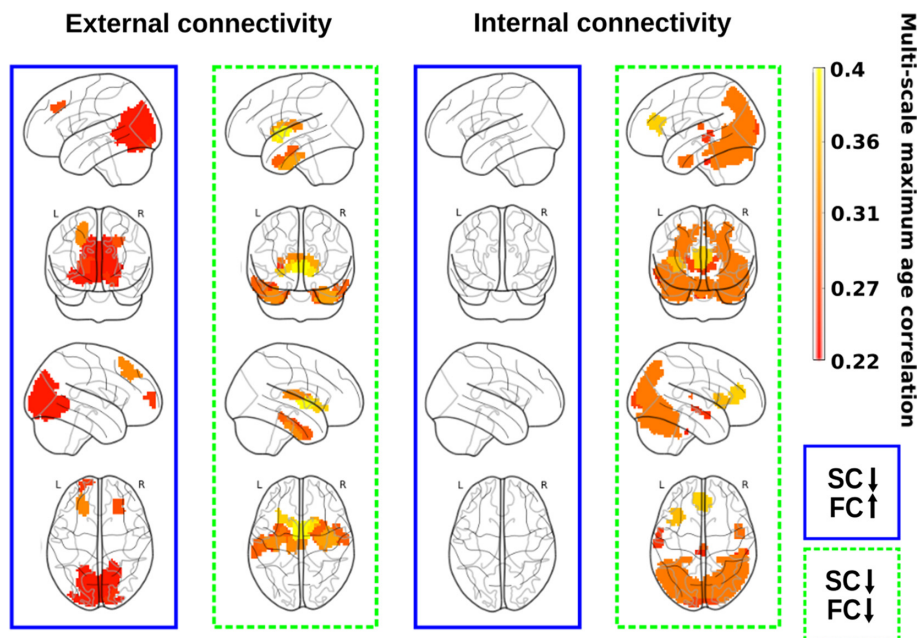 External connectivity
Internal connectivity
L R
L R
L R
L R
L R
L R
L R
L R
0.4
0.36
0.31
0.27
0.22
Multi-scale maximum age correlation
SC↓
FC↑
SC↓
FC↓